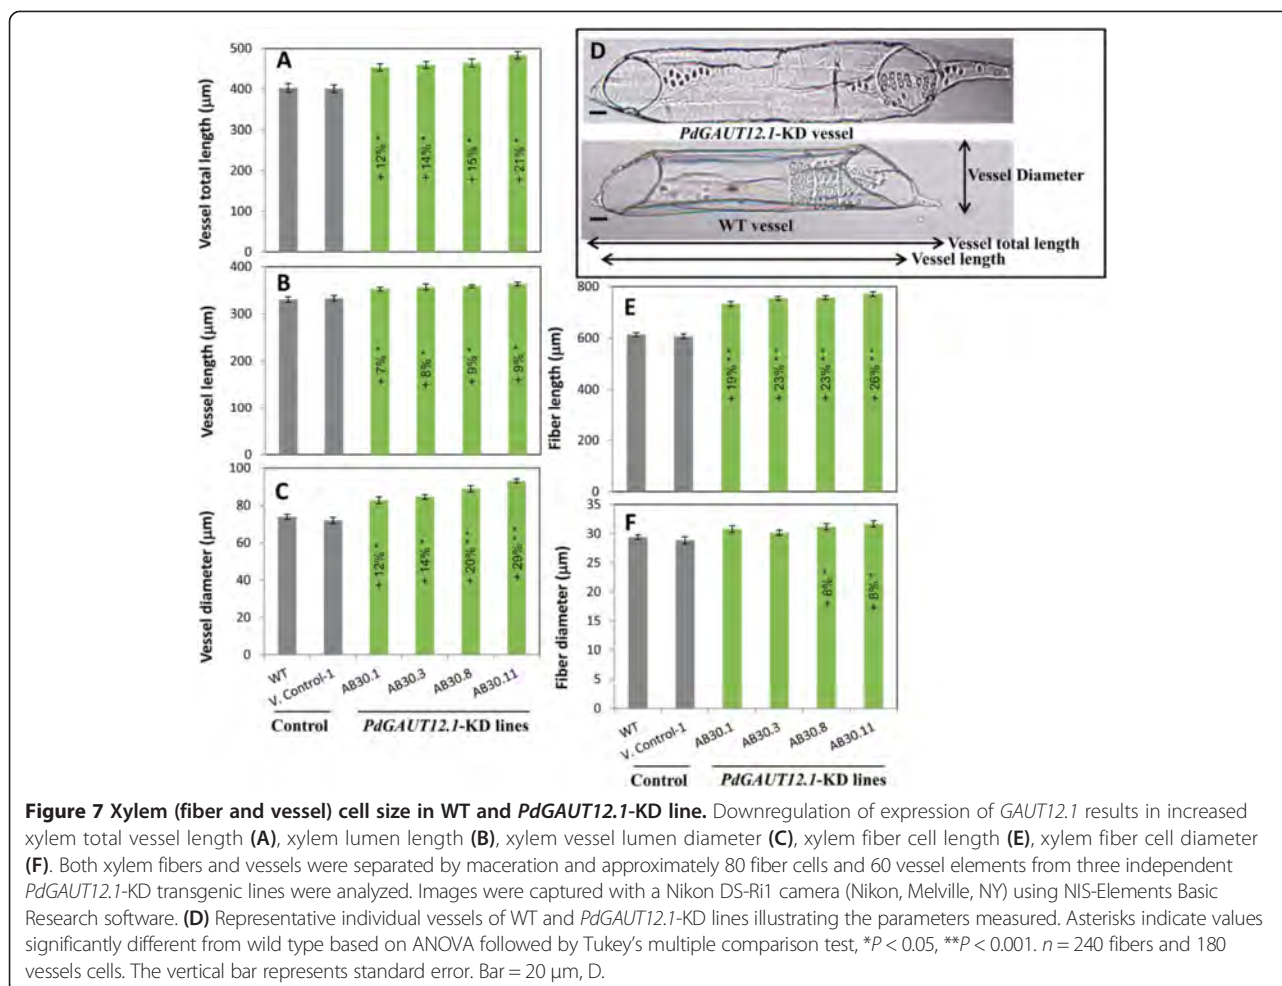 A
Vessel total length (μm)
500
400
300
200
100
0
+ 12% *
+ 14% *
+ 15% *
+ 21% *
B
Vessel length (μm)
400
300
200
100
0
+ 7% *
+ 8% *
+ 9% *
+ 9% *
C
Vessel diameter (μm)
100
80
60
40
20
0
+ 12% *
+ 14% *
+ 20% * *
+ 29% * *
WT
V. Control-1
AB30.1
AB30.3
AB30.8
AB30.11
Control
PdGAUT12.1-KD lines
D
PdGAUT12.1-KD vessel
Vessel Diameter
WT vessel
Vessel total length
Vessel length
E
Fiber length (μm)
800
600
400
200
0
+ 19% * *
+ 23% * *
+ 23% * *
+ 26% * *
F
Fiber diameter (μm)
35
30
25
20
15
10
5
0
+ 8% *
+ 8% *
WT
V. Control-1
AB30.1
AB30.3
AB30.8
AB30.11
Control
PdGAUT12.1-KD lines
Figure 7 Xylem (fiber and vessel) cell size in WT and PdGAUT12.1-KD line. Downregulation of expression of GAUT12.1 results in increased
xylem total vessel length (A), xylem lumen length (B), xylem vessel lumen diameter (C), xylem fiber cell length (E), xylem fiber cell diameter
(F). Both xylem fibers and vessels were separated by maceration and approximately 80 fiber cells and 60 vessel elements from three independent
PdGAUT12.1-KD transgenic lines were analyzed. Images were captured with a Nikon DS-Ri1 camera (Nikon, Melville, NY) using NIS-Elements Basic
Research software. (D) Representative individual vessels of WT and PdGAUT12.1-KD lines illustrating the parameters measured. Asterisks indicate values
significantly different from wild type based on ANOVA followed by Tukey's multiple comparison test, *P < 0.05, **P < 0.001. n = 240 fibers and 180
vessels cells. The vertical bar represents standard error. Bar = 20 μm, D.